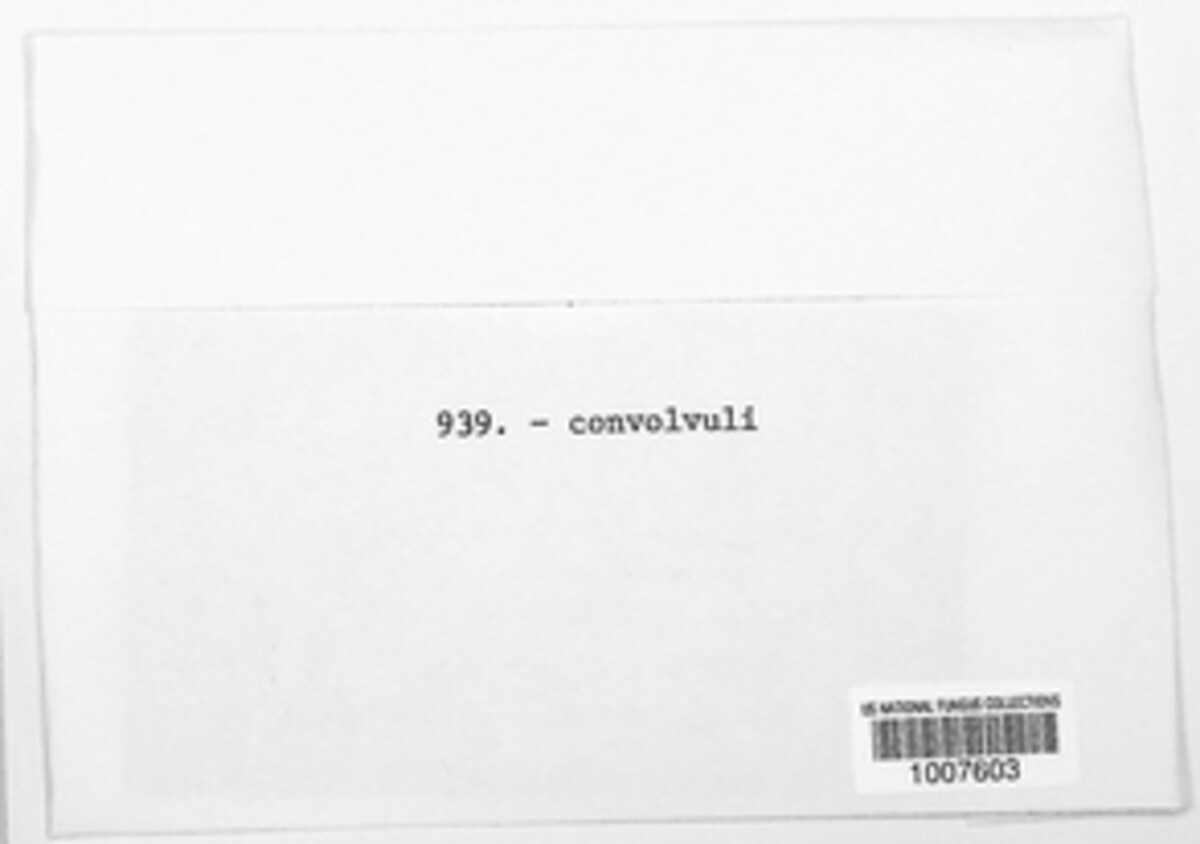 939. - convolvuli
US NATIONAL FUNGUS COLLECTIONS
1007603